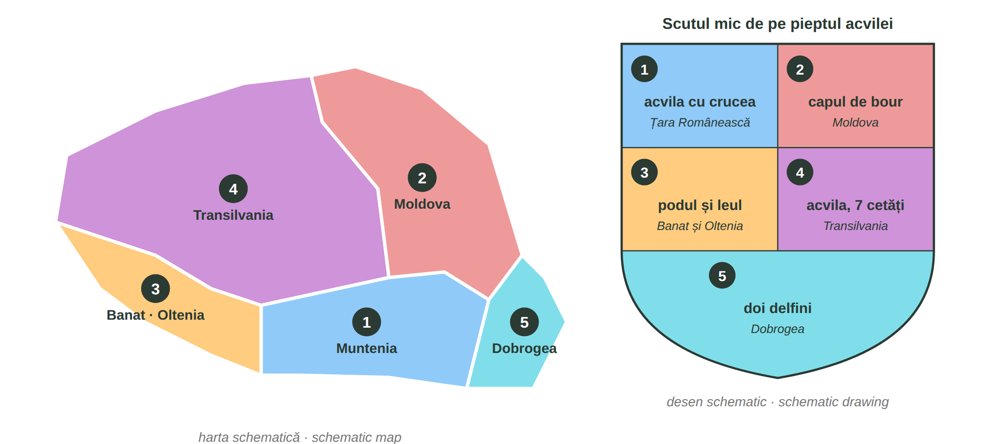 Scutul mic de pe pieptul acvilei
4
Transilvania
2
Moldova
3
Banat · Oltenia
1
Muntenia
5
Dobrogea
harta schematică · schematic map
1
acvila cu crucea
Țara Românească
2
capul de bour
Moldova
3
podul și leul
Banat și Oltenia
4
acvila, 7 cetăți
Transilvania
5
doi delfini
Dobrogea
desen schematic · schematic drawing